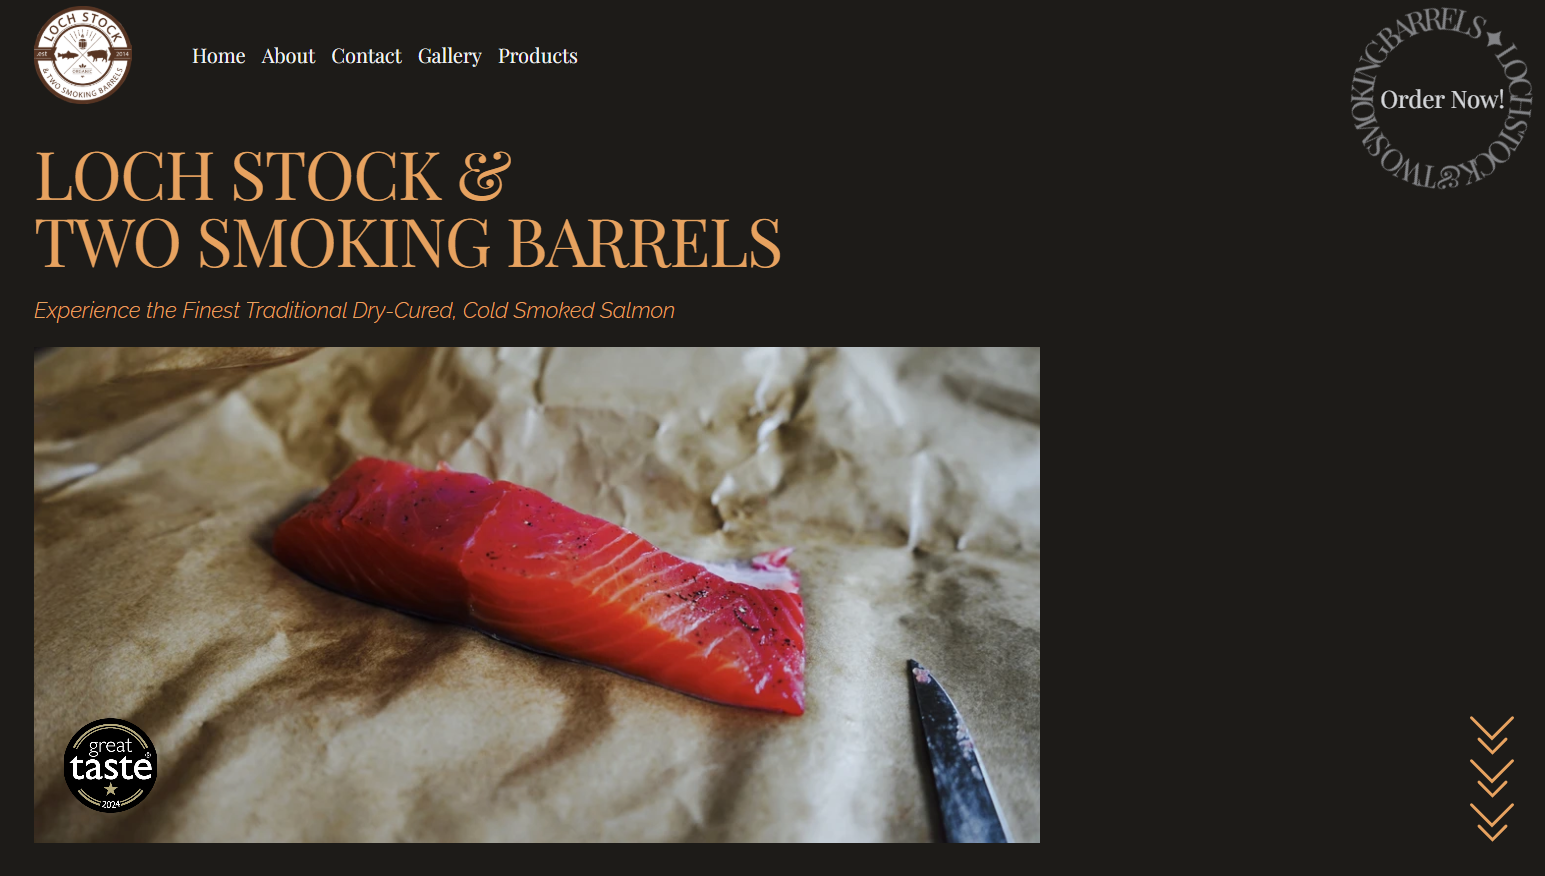 LOCH STOCK
est 2014
ORGANIC
& TWO SMOKING BARRELS
Home About Contact Gallery Products
LOCH STOCK & TWO SMOKING BARRELS
Order Now!
LOCH STOCK &
TWO SMOKING BARRELS
Experience the Finest Traditional Dry-Cured, Cold Smoked Salmon
great
taste®
2024